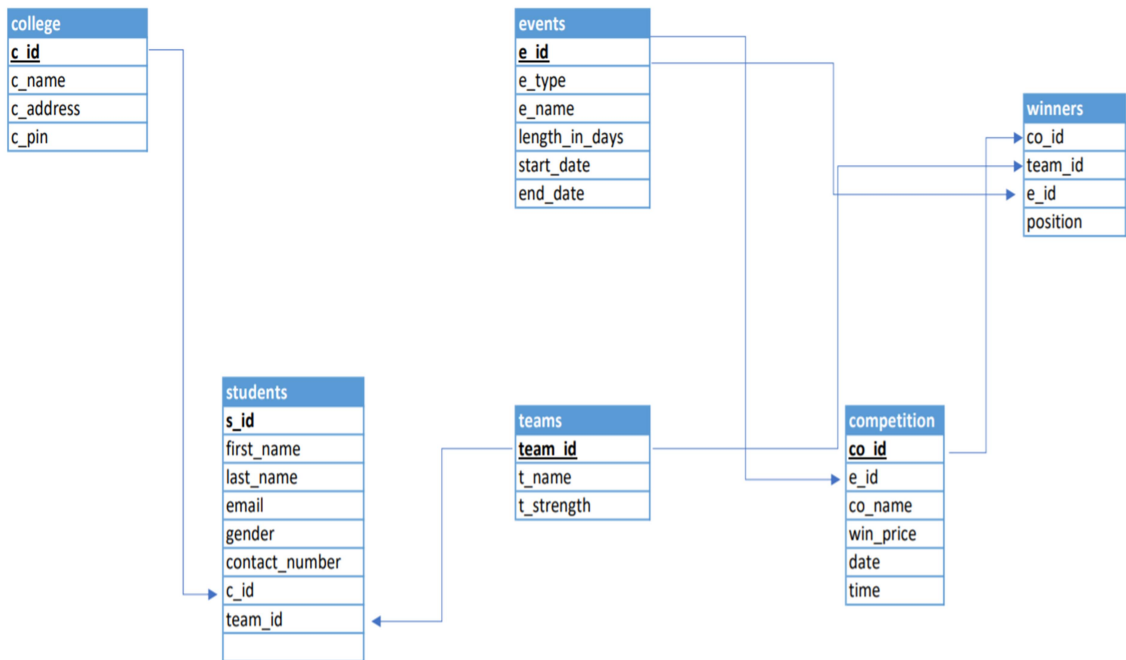 college
c_id
c_name
c_address
c_pin
events
e_id
e_type
e_name
length_in_days
start_date
end_date
winners
co_id
team_id
e_id
position
students
s_id
first_name
last_name
email
gender
contact_number
c_id
team_id
teams
team_id
t_name
t_strength
competition
co_id
e_id
co_name
win_price
date
time